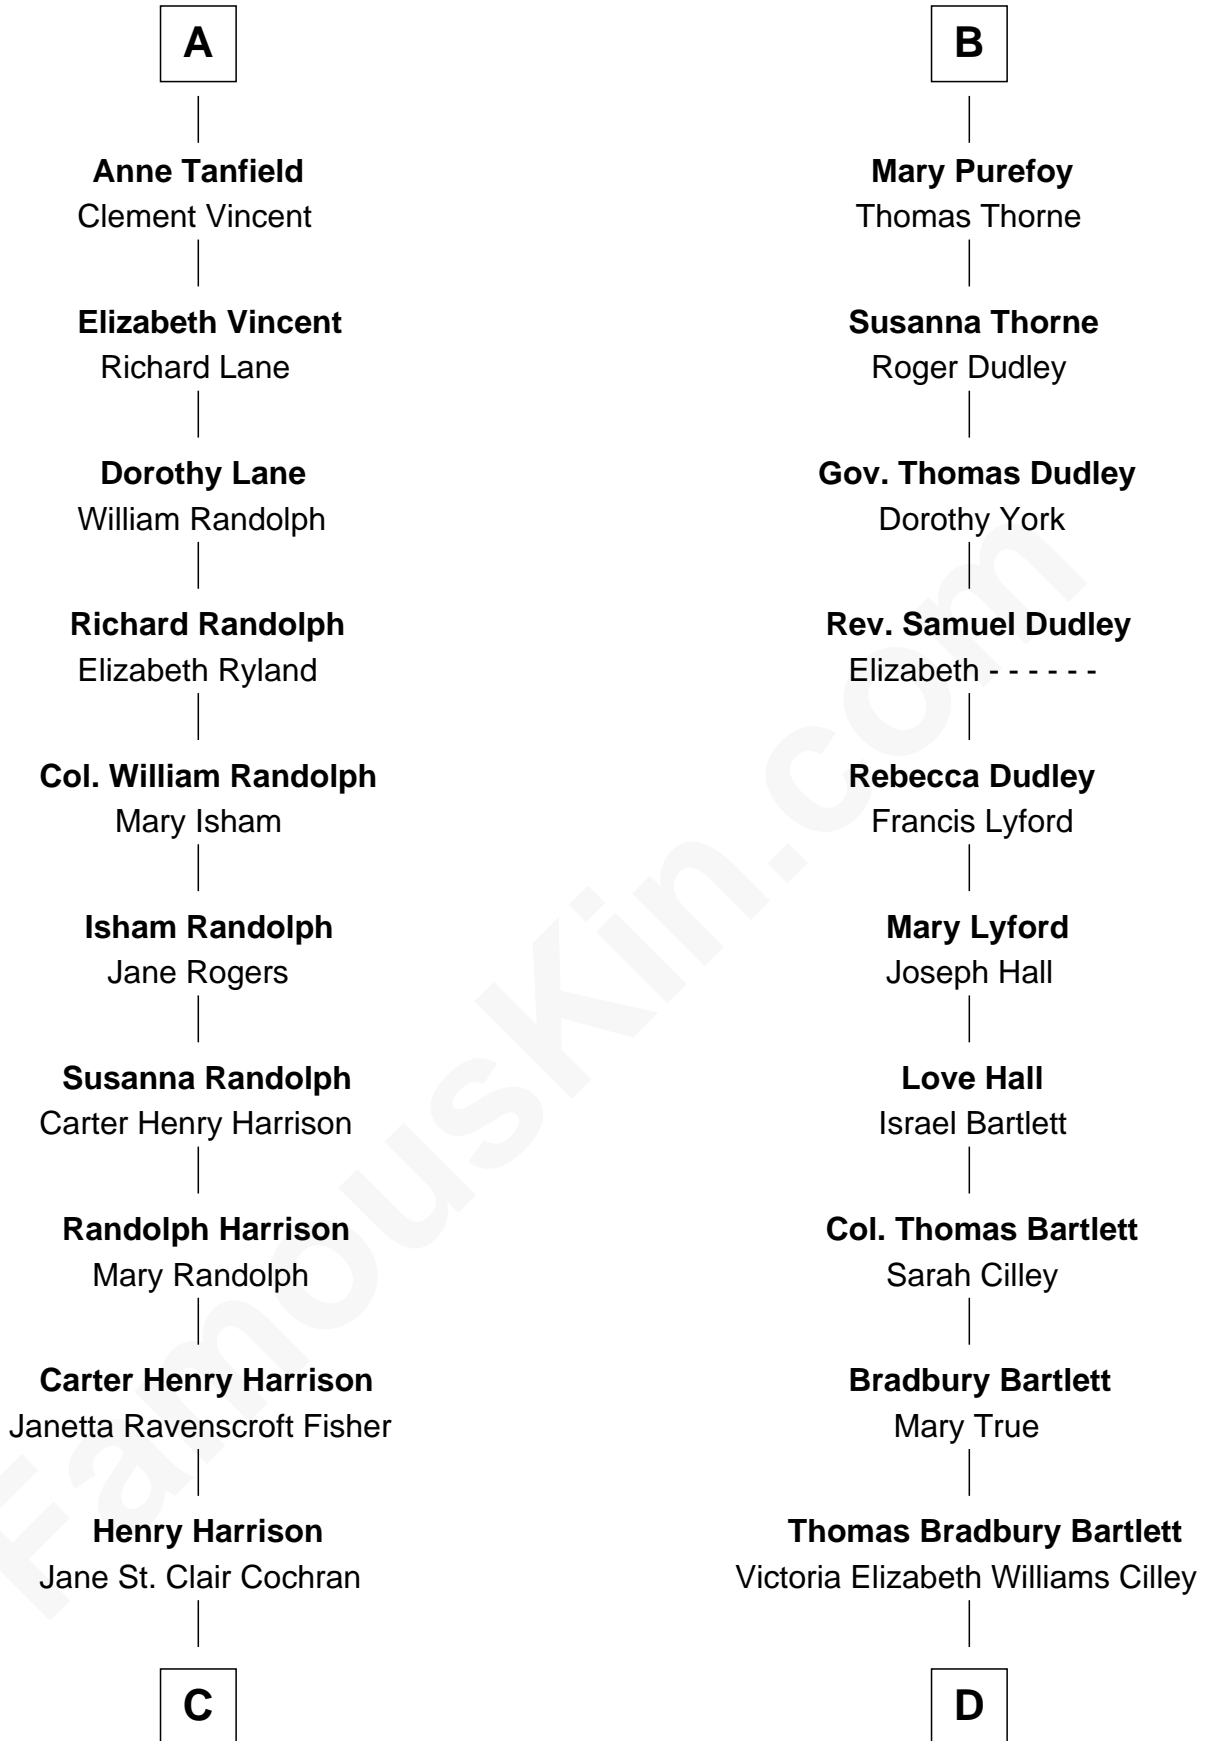 A
Anne Tanfield
Clement Vincent
Elizabeth Vincent
Richard Lane
Dorothy Lane
William Randolph
Richard Randolph
Elizabeth Ryland
Col. William Randolph
Mary Isham
Isham Randolph
Jane Rogers
Susanna Randolph
Carter Henry Harrison
Randolph Harrison
Mary Randolph
Carter Henry Harrison
Janetta Ravenscroft Fisher
Henry Harrison
Jane St. Clair Cochran
C
B
Mary Purefoy
Thomas Thorne
Susanna Thorne
Roger Dudley
Gov. Thomas Dudley
Dorothy York
Rev. Samuel Dudley
Elizabeth - - - - - -
Rebecca Dudley
Francis Lyford
Mary Lyford
Joseph Hall
Love Hall
Israel Bartlett
Col. Thomas Bartlett
Sarah Cilley
Bradbury Bartlett
Mary True
Thomas Bradbury Bartlett
Victoria Elizabeth Williams Cilley
D
FamousKin.com